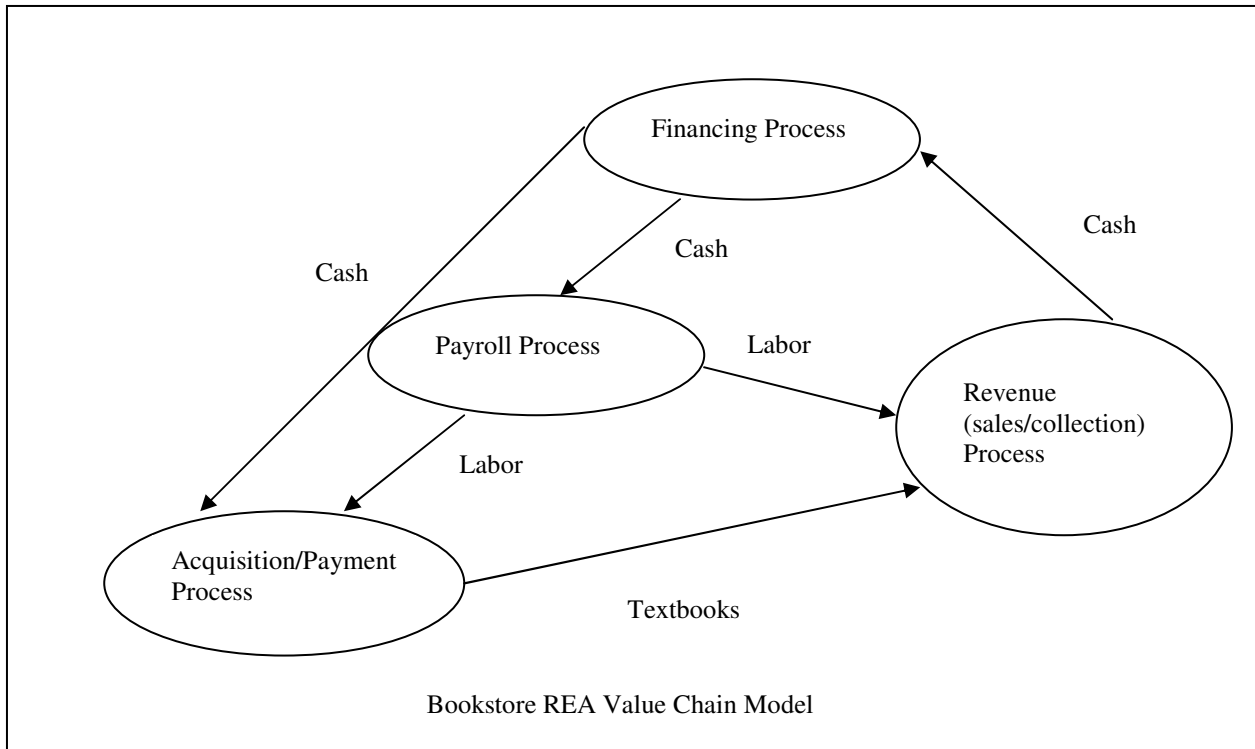 Financing Process
Cash
Cash
Cash
Payroll Process
Labor
Revenue
(sales/collection)
Process
Labor
Acquisition/Payment
Process
Textbooks
Bookstore REA Value Chain Model